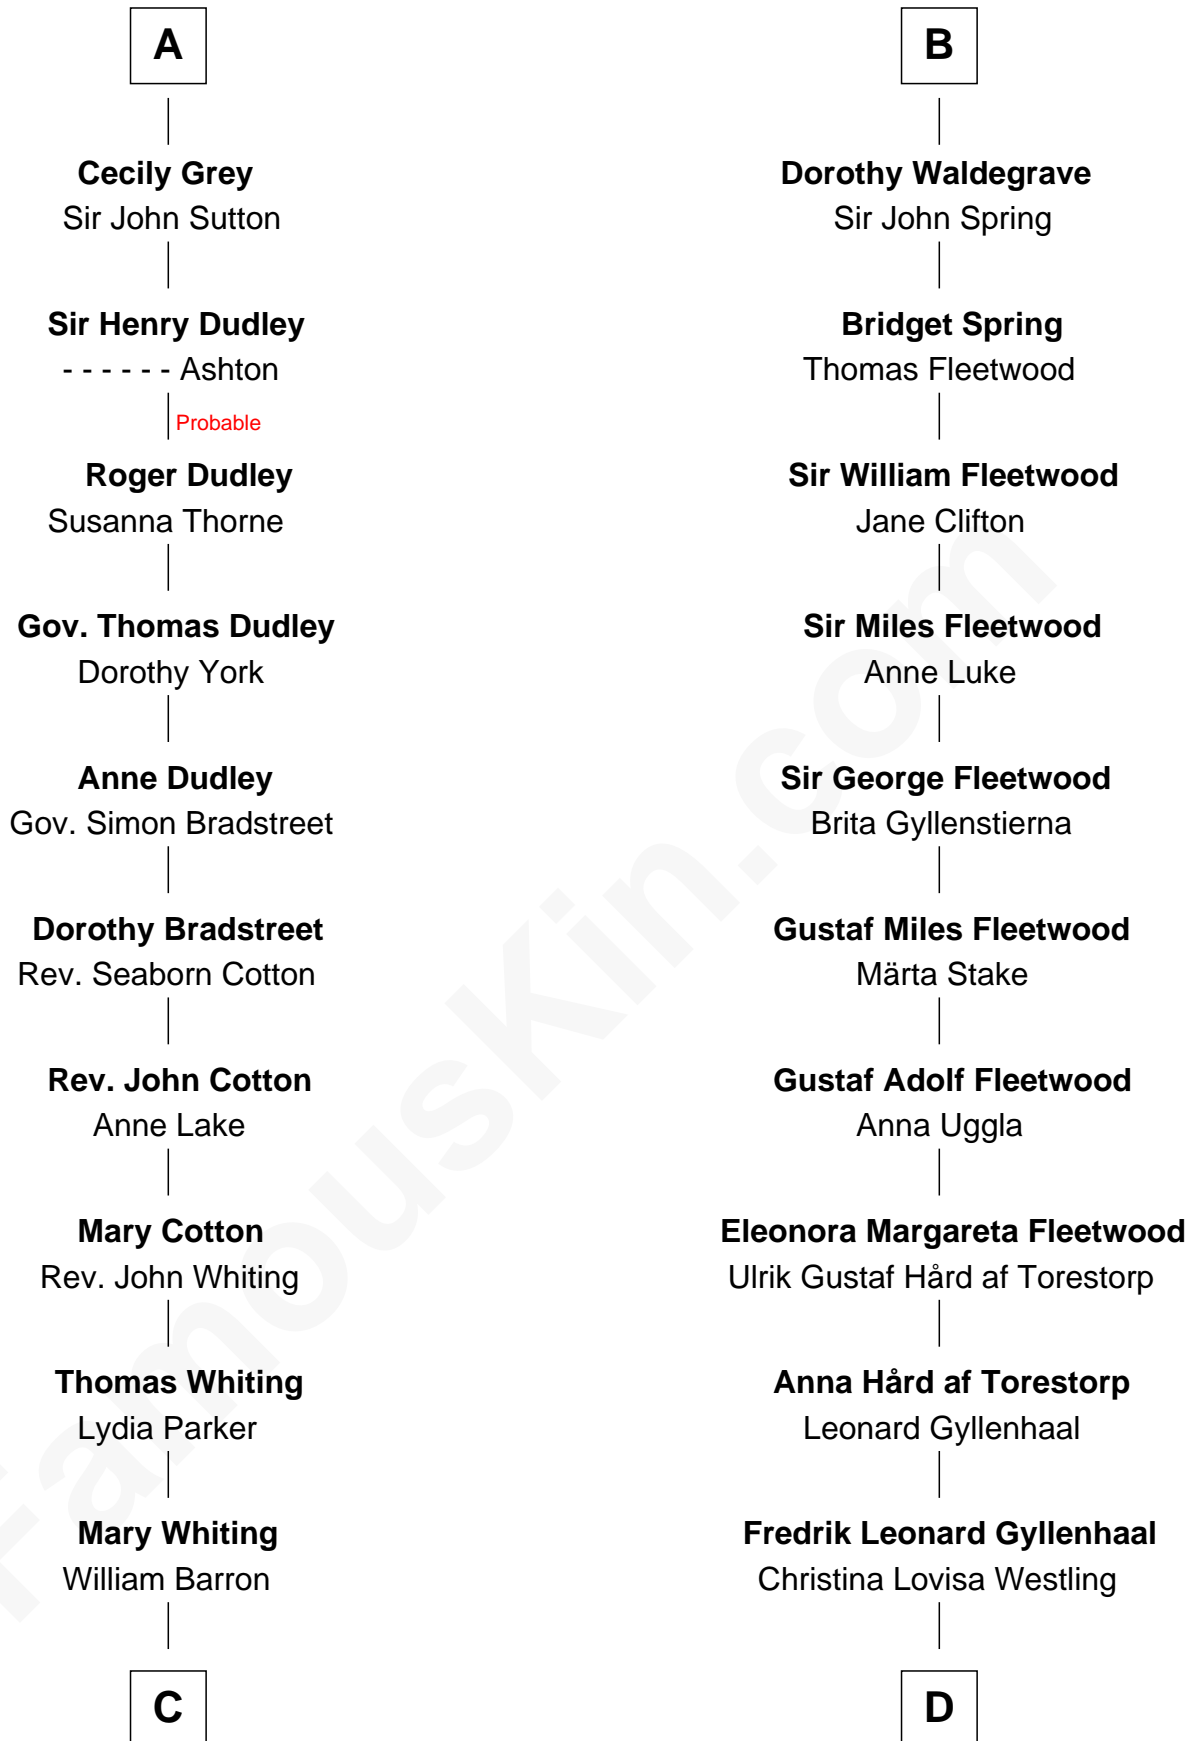 A
Cecily Grey
Sir John Sutton
Sir Henry Dudley
- - - - - - Ashton
Probable
Roger Dudley
Susanna Thorne
Gov. Thomas Dudley
Dorothy York
Anne Dudley
Gov. Simon Bradstreet
Dorothy Bradstreet
Rev. Seaborn Cotton
Rev. John Cotton
Anne Lake
Mary Cotton
Rev. John Whiting
Thomas Whiting
Lydia Parker
Mary Whiting
William Barron
C
B
Dorothy Waldegrave
Sir John Spring
Bridget Spring
Thomas Fleetwood
Sir William Fleetwood
Jane Clifton
Sir Miles Fleetwood
Anne Luke
Sir George Fleetwood
Brita Gyllenstierna
Gustaf Miles Fleetwood
Märta Stake
Gustaf Adolf Fleetwood
Anna Uggla
Eleonora Margareta Fleetwood
Ulrik Gustaf Hård af Torestorp
Anna Hård af Torestorp
Leonard Gyllenhaal
Fredrik Leonard Gyllenhaal
Christina Lovisa Westling
D
FamousKin.com